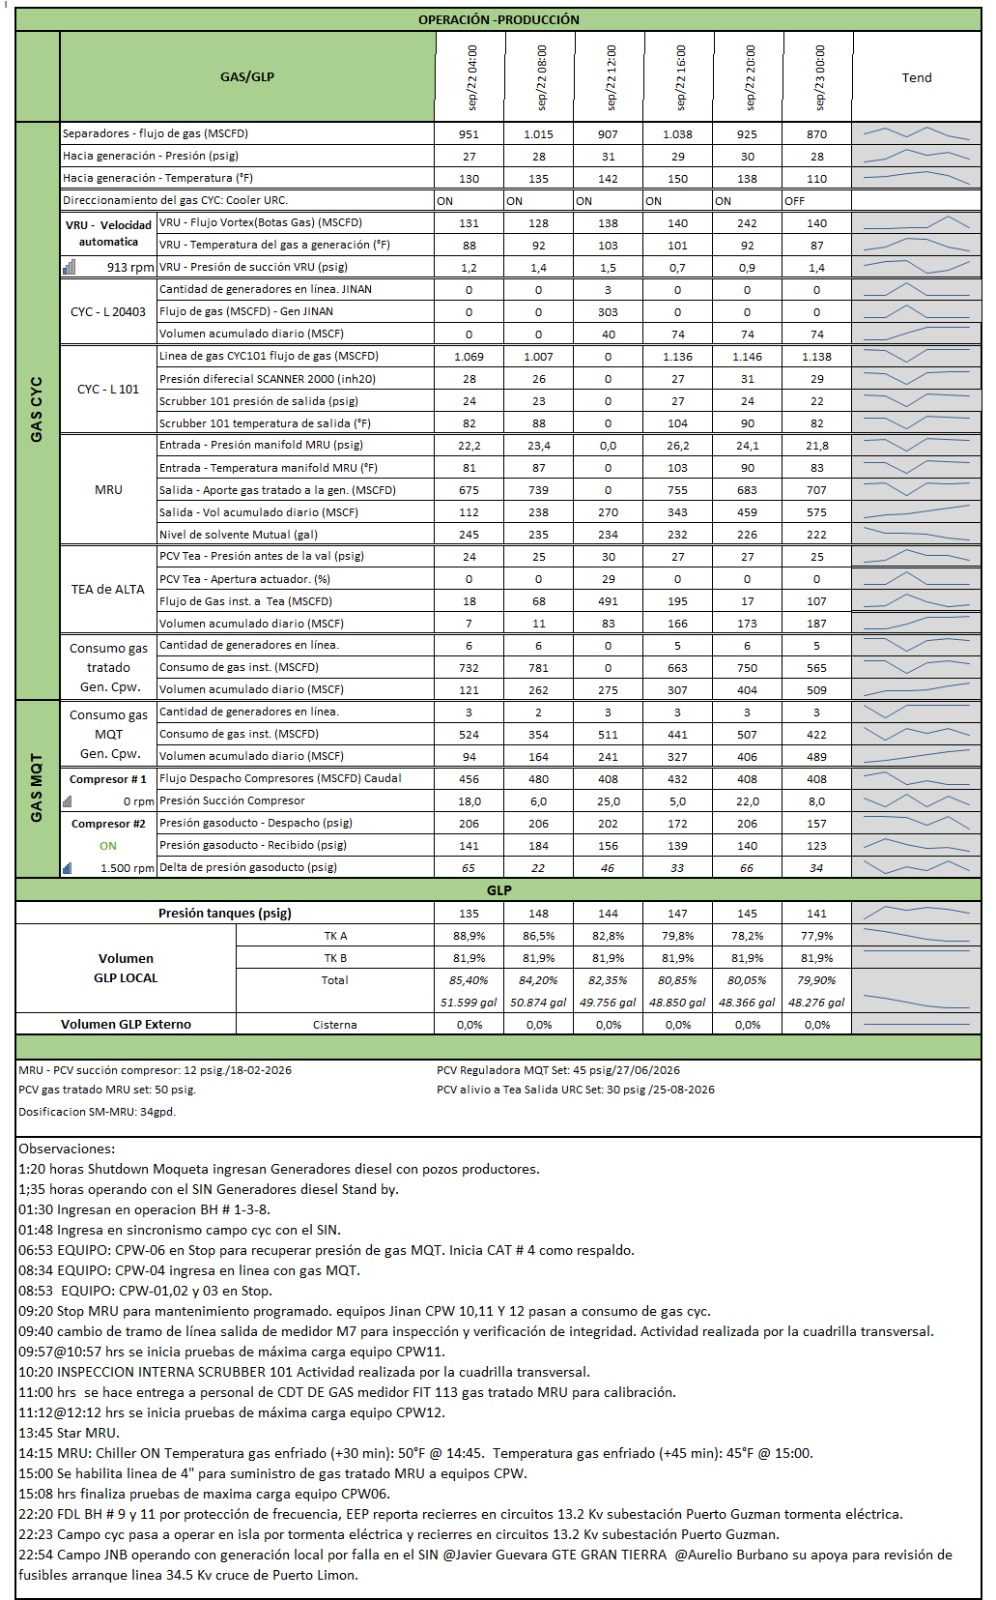 OPERACIÓN -PRODUCCIÓN
GAS/GLP sep/22 04:00 sep/22 08:00 sep/22 12:00 sep/22 16:00 sep/22 20:00 sep/23 00:00 Tend
GAS CYC
Separadores - flujo de gas (MSCFD) 951 1.015 907 1.038 925 870
Hacia generación - Presión (psig) 27 28 31 29 30 28
Hacia generación - Temperatura (°F) 130 135 142 150 138 110
Direccionamiento del gas CYC: Cooler URC. ON ON ON ON ON OFF
VRU - Velocidad automatica
913 rpm
VRU - Flujo Vortex(Botas Gas) (MSCFD) 131 128 138 140 242 140
VRU - Temperatura del gas a generación (°F) 88 92 103 101 92 87
VRU - Presión de succión VRU (psig) 1,2 1,4 1,5 0,7 0,9 1,4
CYC - L 20403
Cantidad de generadores en línea. JINAN 0 0 3 0 0 0
Flujo de gas (MSCFD) - Gen JINAN 0 0 303 0 0 0
Volumen acumulado diario (MSCF) 0 0 40 74 74 74
CYC - L 101
Linea de gas CYC101 flujo de gas (MSCFD) 1.069 1.007 0 1.136 1.146 1.138
Presión diferecial SCANNER 2000 (inh20) 28 26 0 27 31 29
Scrubber 101 presión de salida (psig) 24 23 0 27 24 22
Scrubber 101 temperatura de salida (°F) 82 88 0 104 90 82
MRU
Entrada - Presión manifold MRU (psig) 22,2 23,4 0,0 26,2 24,1 21,8
Entrada - Temperatura manifold MRU (°F) 81 87 0 103 90 83
Salida - Aporte gas tratado a la gen. (MSCFD) 675 739 0 755 683 707
Salida - Vol acumulado diario (MSCF) 112 238 270 343 459 575
Nivel de solvente Mutual (gal) 245 235 234 232 226 222
TEA de ALTA
PCV Tea - Presión antes de la val (psig) 24 25 30 27 27 25
PCV Tea - Apertura actuador. (%) 0 0 29 0 0 0
Flujo de Gas inst. a Tea (MSCFD) 18 68 491 195 17 107
Volumen acumulado diario (MSCF) 7 11 83 166 173 187
Consumo gas tratado Gen. Cpw.
Cantidad de generadores en línea. 6 6 0 5 6 5
Consumo de gas inst. (MSCFD) 732 781 0 663 750 565
Volumen acumulado diario (MSCF) 121 262 275 307 404 509
GAS MQT
Consumo gas MQT Gen. Cpw.
Cantidad de generadores en línea. 3 2 3 3 3 3
Consumo de gas inst. (MSCFD) 524 354 511 441 507 422
Volumen acumulado diario (MSCF) 94 164 241 327 406 489
Compresor # 1
0 rpm
Flujo Despacho Compresores (MSCFD) Caudal 456 480 408 432 408 408
Presión Succión Compresor 18,0 6,0 25,0 5,0 22,0 8,0
Compresor #2
ON
1.500 rpm
Presión gasoducto - Despacho (psig) 206 206 202 172 206 157
Presión gasoducto - Recibido (psig) 141 184 156 139 140 123
Delta de presión gasoducto (psig) 65 22 46 33 66 34
GLP
Presión tanques (psig) 135 148 144 147 145 141
Volumen GLP LOCAL
TK A 88,9% 86,5% 82,8% 79,8% 78,2% 77,9%
TK B 81,9% 81,9% 81,9% 81,9% 81,9% 81,9%
Total 85,40% 84,20% 82,35% 80,85% 80,05% 79,90%
51.599 gal 50.874 gal 49.756 gal 48.850 gal 48.366 gal 48.276 gal
Volumen GLP Externo Cisterna 0,0% 0,0% 0,0% 0,0% 0,0% 0,0%
MRU - PCV succión compresor: 12 psig./18-02-2026 PCV Reguladora MQT Set: 45 psig/27/06/2026
PCV gas tratado MRU set: 50 psig. PCV alivio a Tea Salida URC Set: 30 psig /25-08-2026
Dosificacion SM-MRU: 34gpd.
Observaciones:
1:20 horas Shutdown Moqueta ingresan Generadores diesel con pozos productores.
1;35 horas operando con el SIN Generadores diesel Stand by.
01:30 Ingresan en operacion BH # 1-3-8.
01:48 Ingresa en sincronismo campo cyc con el SIN.
06:53 EQUIPO: CPW-06 en Stop para recuperar presión de gas MQT. Inicia CAT # 4 como respaldo.
08:34 EQUIPO: CPW-04 ingresa en linea con gas MQT.
08:53 EQUIPO: CPW-01,02 y 03 en Stop.
09:20 Stop MRU para mantenimiento programado. equipos Jinan CPW 10,11 Y 12 pasan a consumo de gas cyc.
09:40 cambio de tramo de línea salida de medidor M7 para inspección y verificación de integridad. Actividad realizada por la cuadrilla transversal.
09:57@10:57 hrs se inicia pruebas de máxima carga equipo CPW11.
10:20 INSPECCION INTERNA SCRUBBER 101 Actividad realizada por la cuadrilla transversal.
11:00 hrs se hace entrega a personal de CDT DE GAS medidor FIT 113 gas tratado MRU para calibración.
11:12@12:12 hrs se inicia pruebas de máxima carga equipo CPW12.
13:45 Star MRU.
14:15 MRU: Chiller ON Temperatura gas enfriado (+30 min): 50°F @ 14:45. Temperatura gas enfriado (+45 min): 45°F @ 15:00.
15:00 Se habilita linea de 4" para suministro de gas tratado MRU a equipos CPW.
15:08 hrs finaliza pruebas de maxima carga equipo CPW06.
22:20 FDL BH # 9 y 11 por protección de frecuencia, EEP reporta recierres en circuitos 13.2 Kv subestación Puerto Guzman tormenta eléctrica.
22:23 Campo cyc pasa a operar en isla por tormenta eléctrica y recierres en circuitos 13.2 Kv subestación Puerto Guzman.
22:54 Campo JNB operando con generación local por falla en el SIN @Javier Guevara GTE GRAN TIERRA @Aurelio Burbano su apoya para revisión de
fusibles arranque linea 34.5 Kv cruce de Puerto Limon.